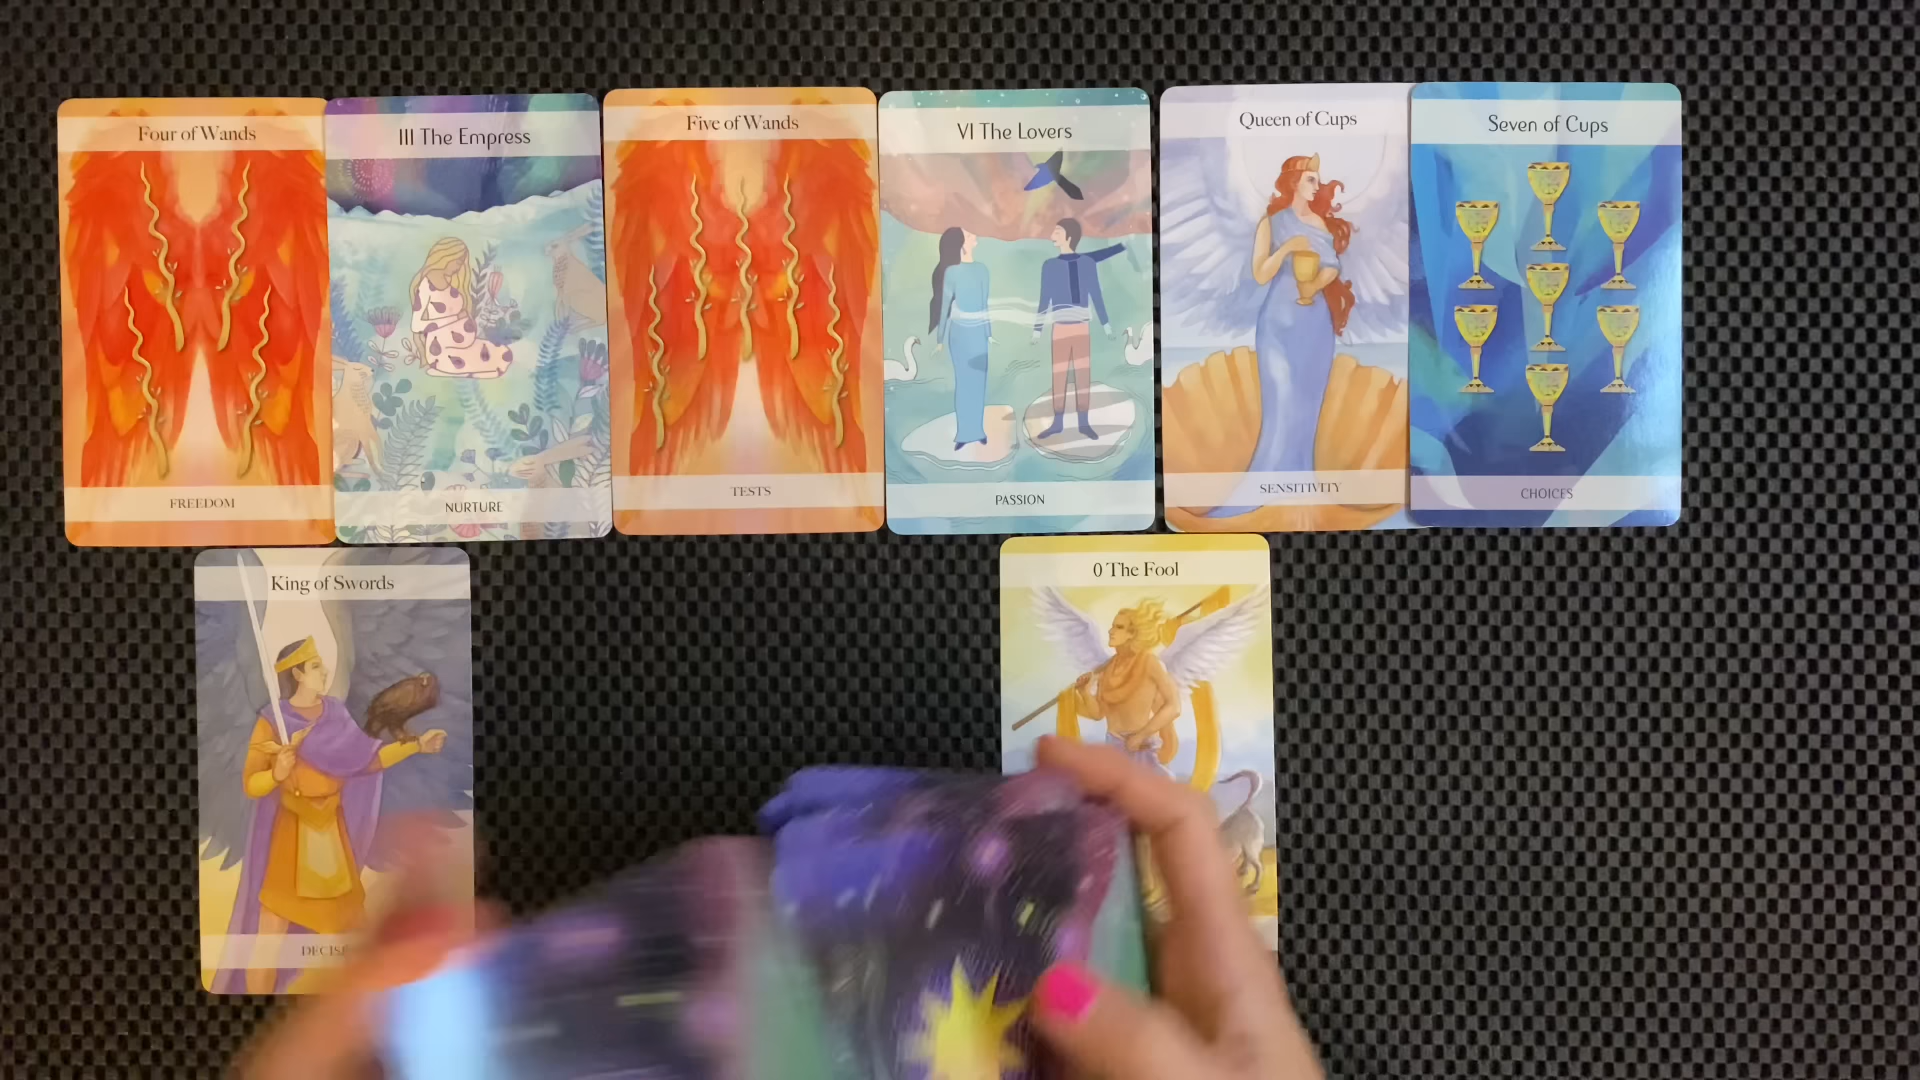 Four of Wands
III The Empress
Five of Wands
VI The Lovers
Queen of Cups
Seven of Cups
FREEDOM
NURTURE
TESTS
PASSION
SENSITIVITY
CHOICES
King of Swords
0 The Fool